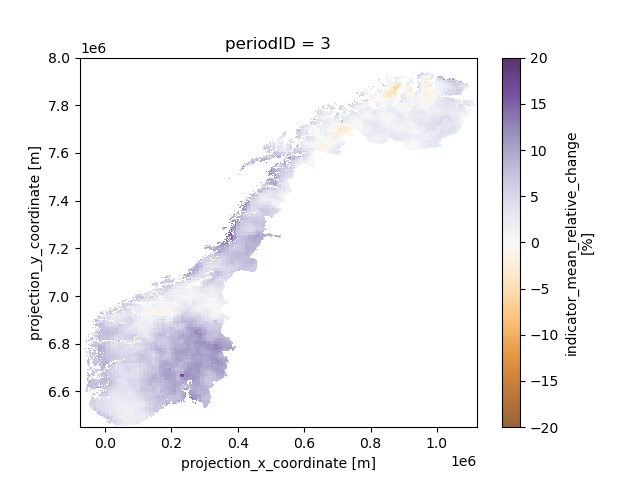 periodID = 3
1e6
8.0
7.8
7.6
7.4
7.2
7.0
6.8
6.6
projection_y_coordinate [m]
0.0 0.2 0.4 0.6 0.8 1.0
1e6
projection_x_coordinate [m]
20
15
10
5
0
−5
−10
−15
−20
indicator_mean_relative_change
[%]